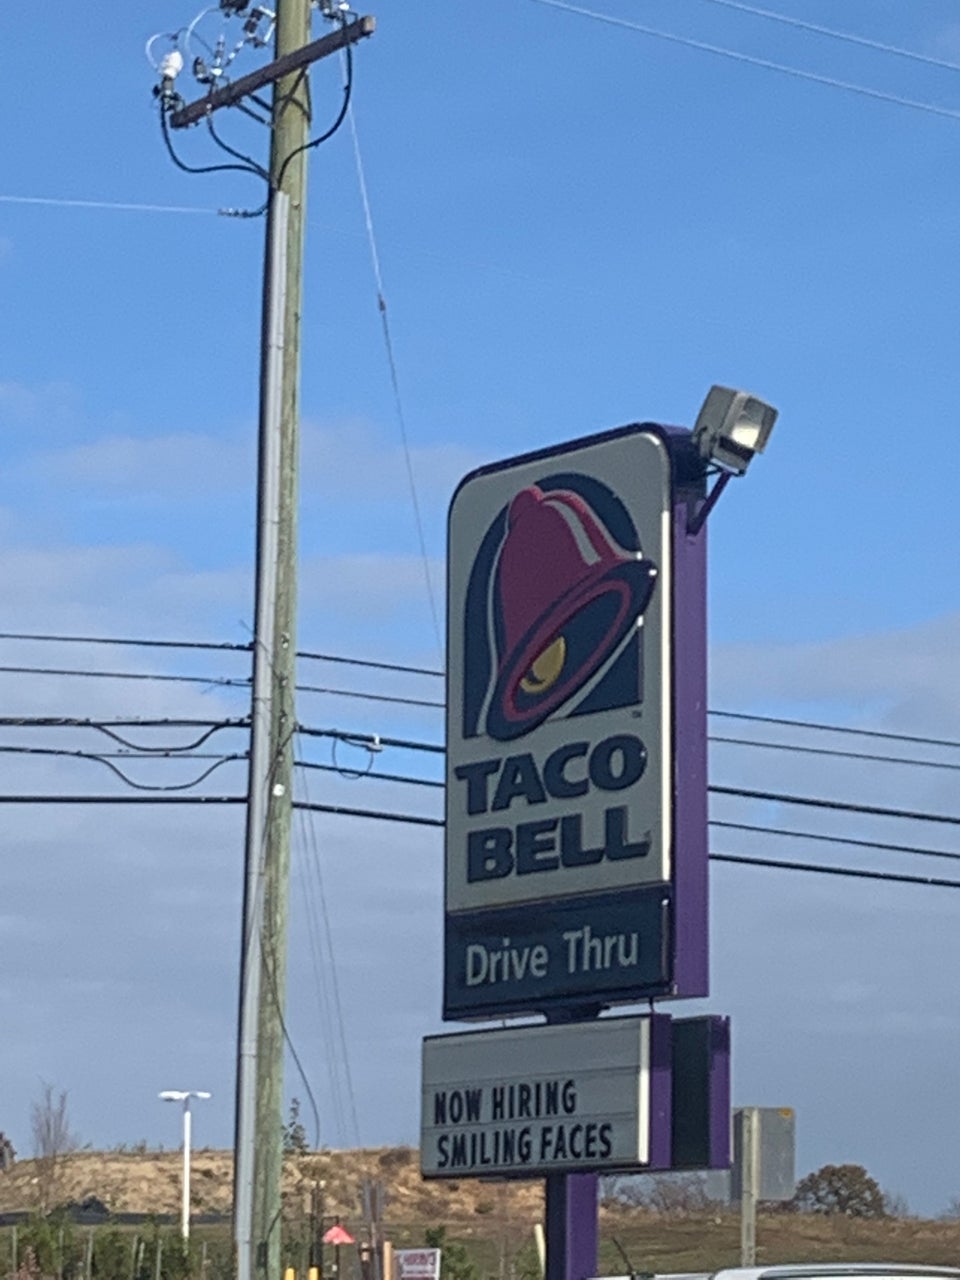 TACO
BELL
Drive Thru
NOW HIRING
SMILING FACES